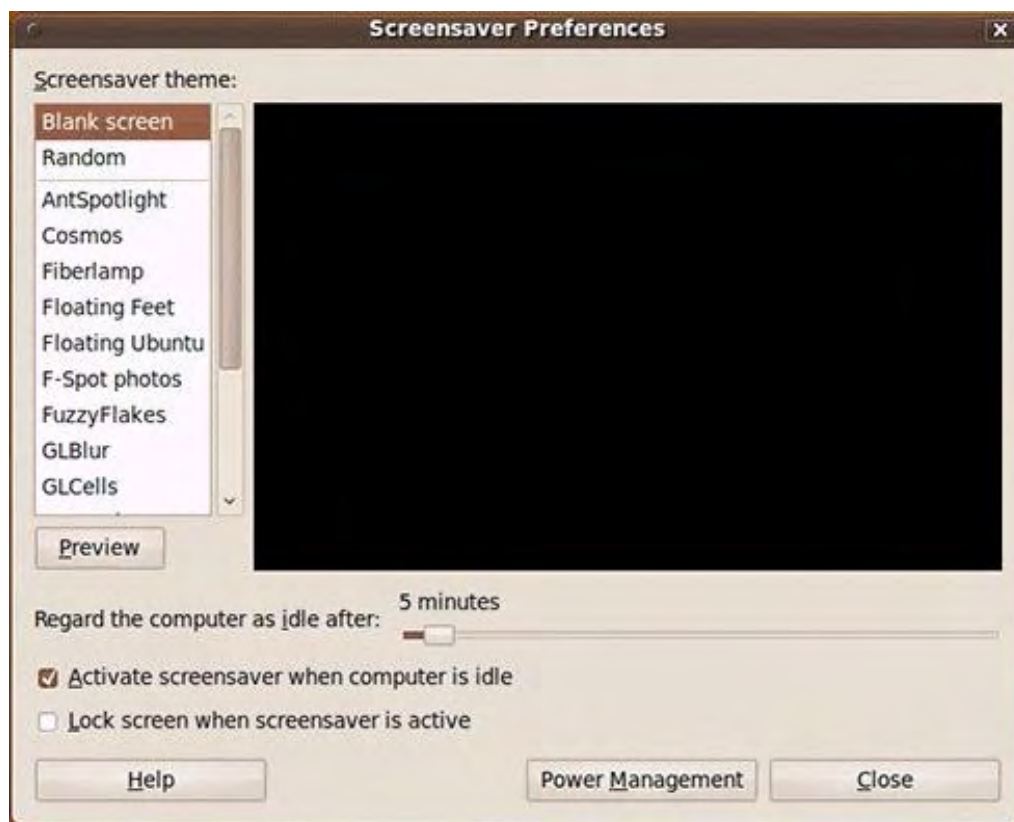 Screensaver Preferences
Screensaver theme:
Blank screen
Random
AntSpotlight
Cosmos
Fiberlamp
Floating Feet
Floating Ubuntu
F-Spot photos
FuzzyFlakes
GLBlur
GLCells
Preview
Regard the computer as idle after:
5 minutes
Activate screensaver when computer is idle
Lock screen when screensaver is active
Help
Power Management
Close